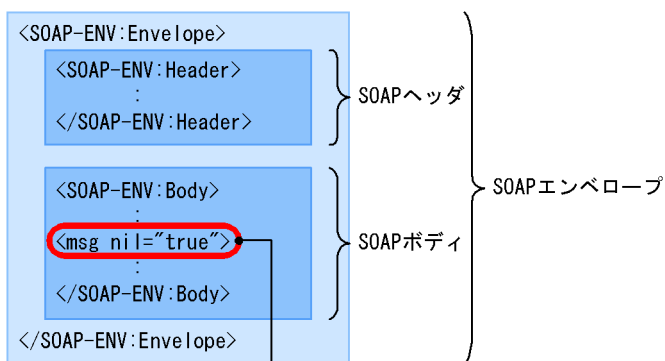 <SOAP-ENV:Envelope>
<SOAP-ENV:Header>
:
</SOAP-ENV:Header>
SOAPヘッダ
<SOAP-ENV:Body>
:
<msg nil="true">
:
</SOAP-ENV:Body>
SOAPボディ
</SOAP-ENV:Envelope>
SOAPエンベロープ